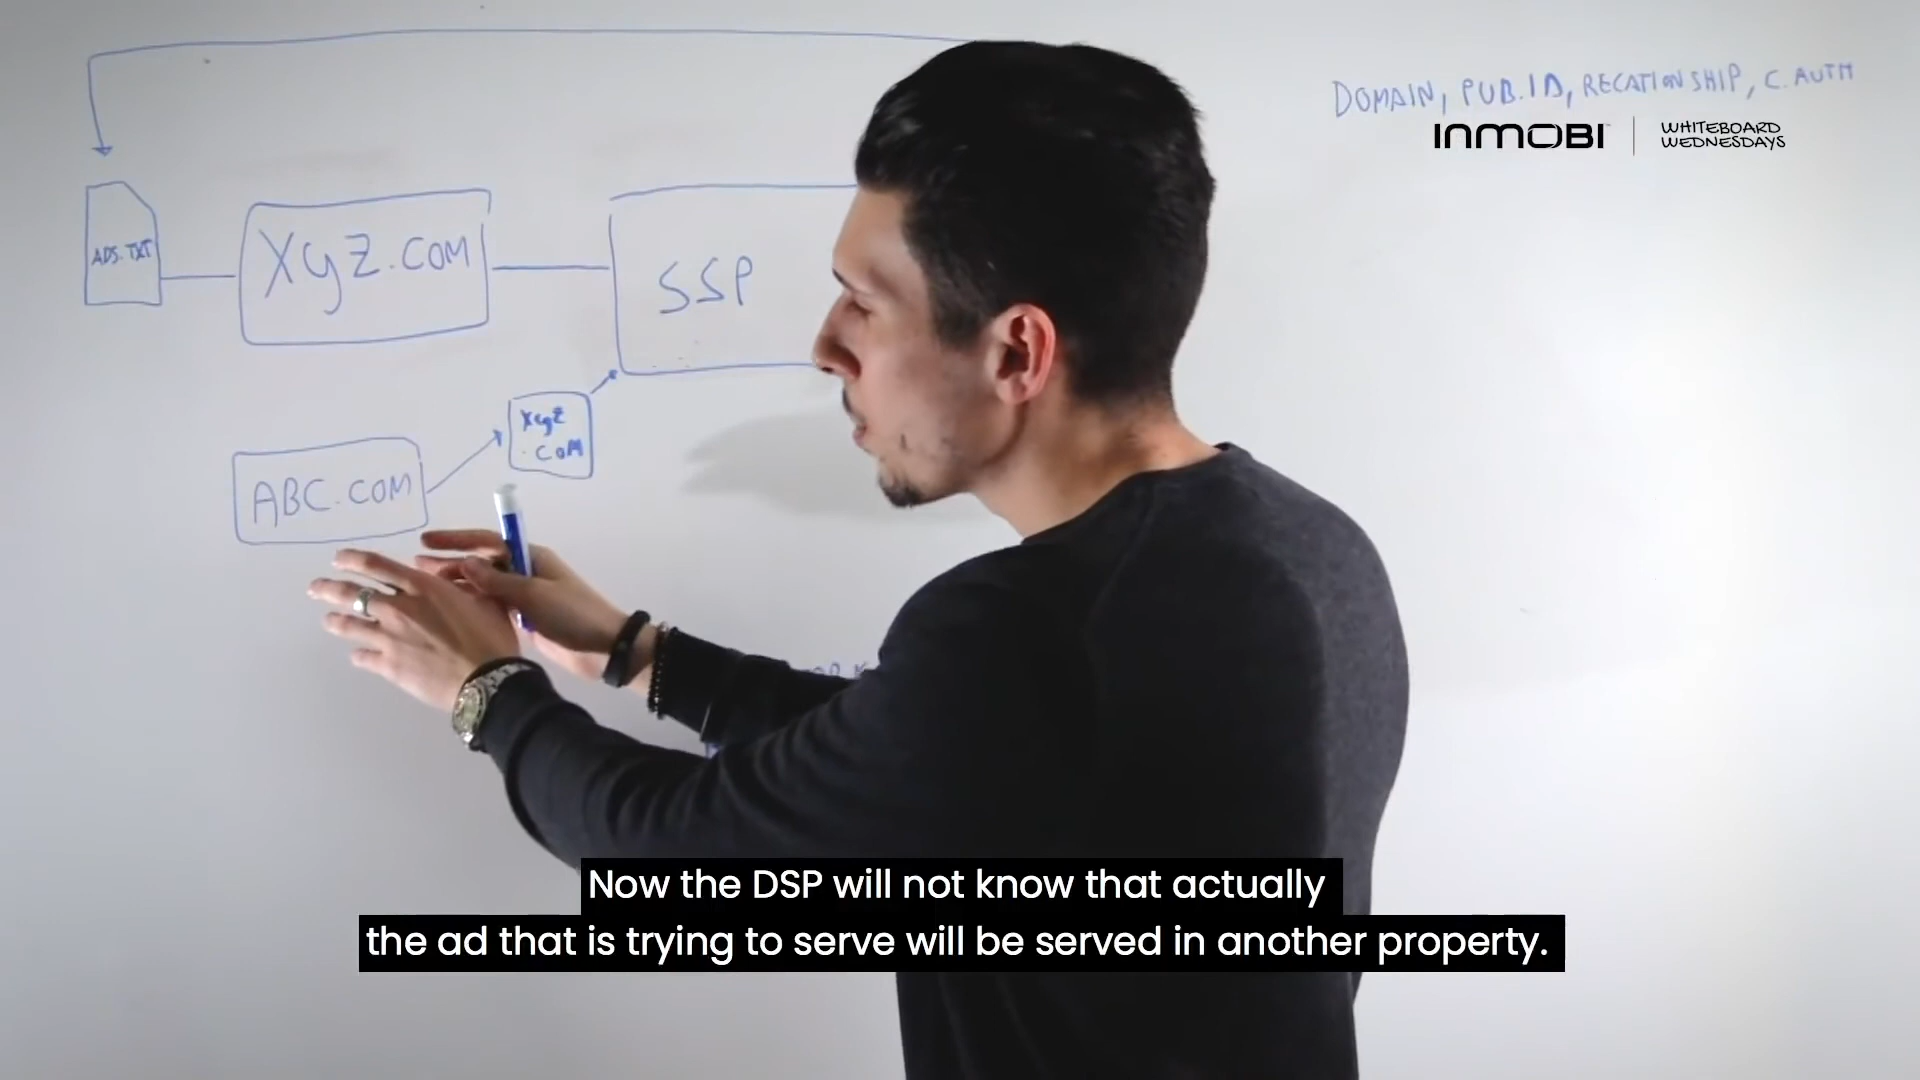 DOMAIN, PUB.ID, RECATIONSHIP, C. AUTH
INMOBI
WHITEBOARD
WEDNESDAYS
ADS.TXT
XyZ.COM
SSP
XyZ
.COM
ABC.COM
Now the DSP will not know that actually
the ad that is trying to serve will be served in another property.